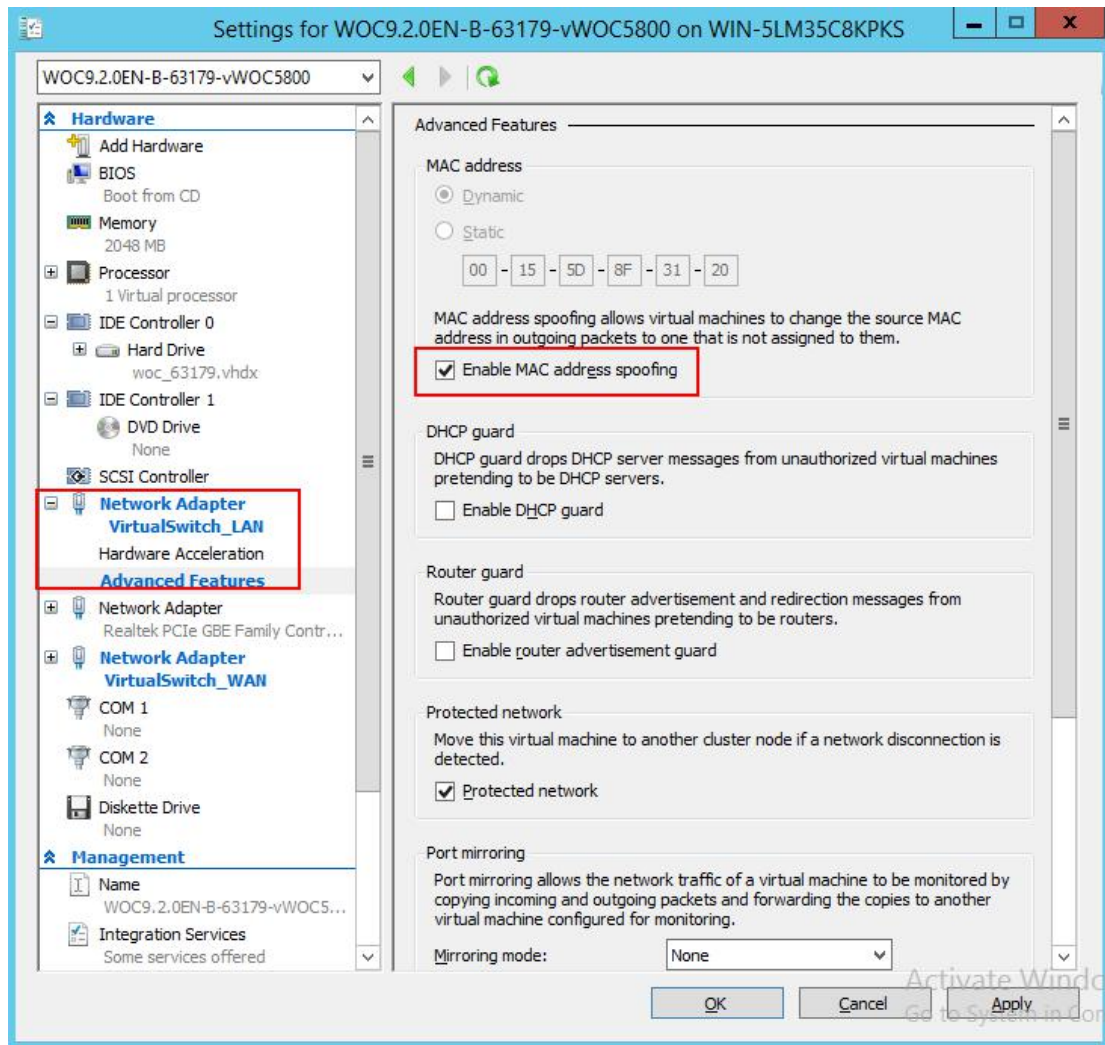 Settings for WOC9.2.0EN-B-63179-vWOC5800 on WIN-5LM35C8KPKS
WOC9.2.0EN-B-63179-vWOC5800
Hardware
Add Hardware
BIOS
Boot from CD
Memory
2048 MB
Processor
1 Virtual processor
IDE Controller 0
Hard Drive
woc_63179.vhdx
IDE Controller 1
DVD Drive
None
SCSI Controller
Network Adapter
VirtualSwitch_LAN
Hardware Acceleration
Advanced Features
Network Adapter
Realtek PCIe GBE Family Contr...
Network Adapter
VirtualSwitch_WAN
COM 1
None
COM 2
None
Diskette Drive
None
Management
Name
WOC9.2.0EN-B-63179-vWOC5...
Integration Services
Some services offered
Advanced Features
MAC address
Dynamic
Static
00 - 15 - 5D - 8F - 31 - 20
MAC address spoofing allows virtual machines to change the source MAC
address in outgoing packets to one that is not assigned to them.
Enable MAC address spoofing
DHCP guard
DHCP guard drops DHCP server messages from unauthorized virtual machines
pretending to be DHCP servers.
Enable DHCP guard
Router guard
Router guard drops router advertisement and redirection messages from
unauthorized virtual machines pretending to be routers.
Enable router advertisement guard
Protected network
Move this virtual machine to another cluster node if a network disconnection is
detected.
Protected network
Port mirroring
Port mirroring allows the network traffic of a virtual machine to be monitored by
copying incoming and outgoing packets and forwarding the copies to another
virtual machine configured for monitoring.
Mirroring mode: None
Activate Windo
OK Cancel Apply
Go to System in Con